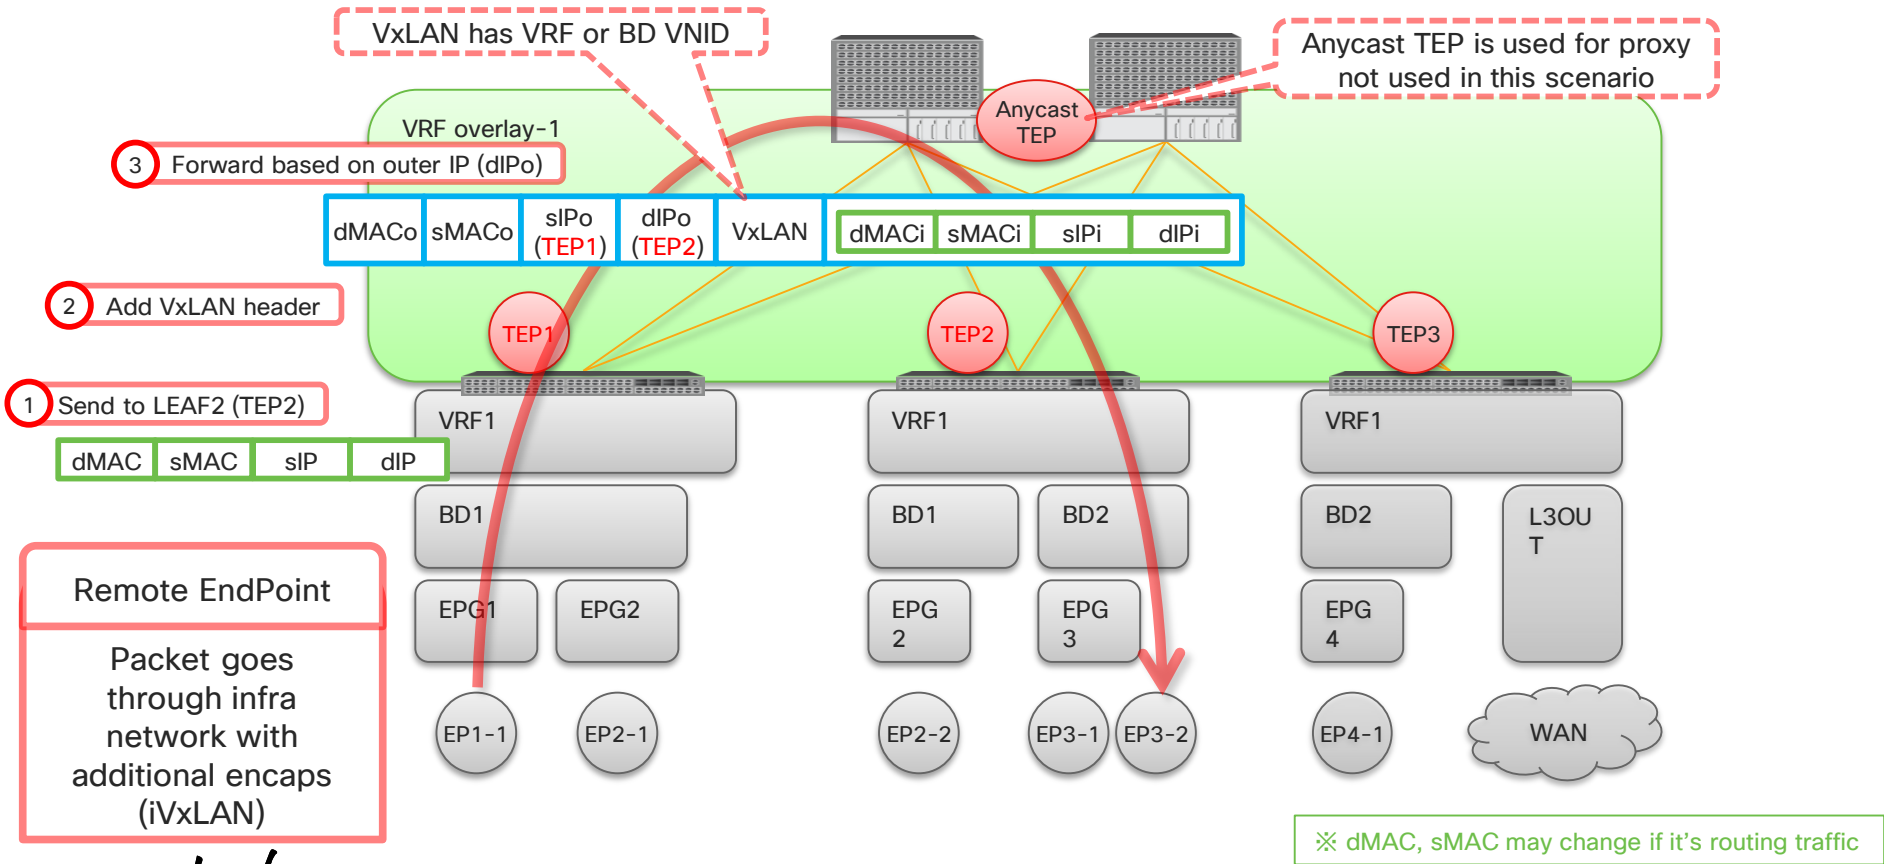 VxLAN has VRF or BD VNID
Anycast TEP is used for proxy
not used in this scenario
Anycast
TEP
VRF overlay-1
3 Forward based on outer IP (dIPo)
dMACo sMACo sIPo (TEP1) dIPo (TEP2) VxLAN dMACi sMACi sIPi dIPi
2 Add VxLAN header
TEP1 TEP2 TEP3
1 Send to LEAF2 (TEP2)
dMAC sMAC sIP dIP
VRF1 VRF1 VRF1
BD1 BD1 BD2 BD2 L3OU
T
EPG1 EPG2 EPG
2
EPG
3
EPG
4
EP1-1 EP2-1 EP2-2 EP3-1 EP3-2 EP4-1 WAN
Remote EndPoint
Packet goes
through infra
network with
additional encaps
(iVxLAN)
※ dMAC, sMAC may change if it's routing traffic